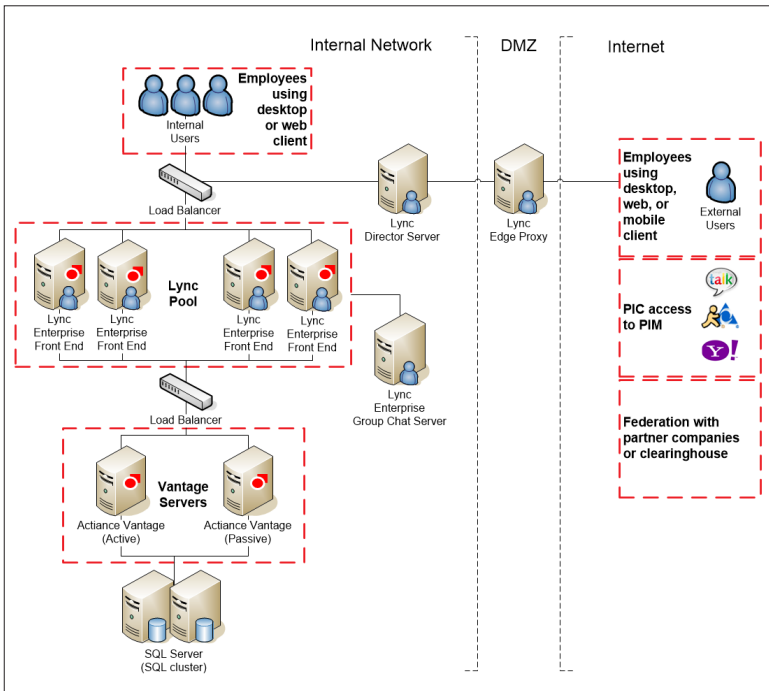 Internal Network
DMZ
Internet
Employees
using
desktop
or web
client
Internal
Users
Load Balancer
Lync
Director Server
Lync
Edge Proxy
Employees
using
desktop,
web, or
mobile
client
External
Users
Lync
Pool
Lync
Enterprise
Front End
Lync
Enterprise
Front End
Lync
Enterprise
Front End
Lync
Enterprise
Front End
talk
PIC access
to PIM
Y!
Lync
Enterprise
Group Chat Server
Load Balancer
Federation with
partner companies
or clearinghouse
Vantage
Servers
Actiance Vantage
(Active)
Actiance Vantage
(Passive)
SQL Server
(SQL cluster)